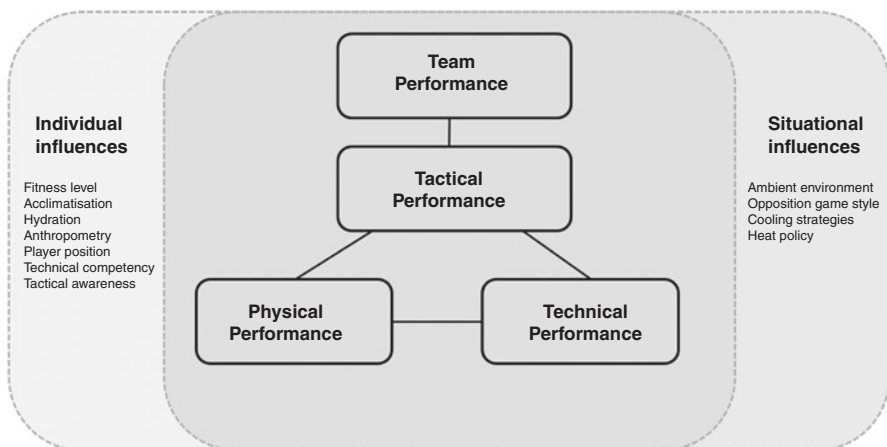 Team
Performance
Individual
influences
Fitness level
Acclimatisation
Hydration
Anthropometry
Player position
Technical competency
Tactical awareness
Tactical
Performance
Physical
Performance
Technical
Performance
Situational
influences
Ambient environment
Opposition game style
Cooling strategies
Heat policy